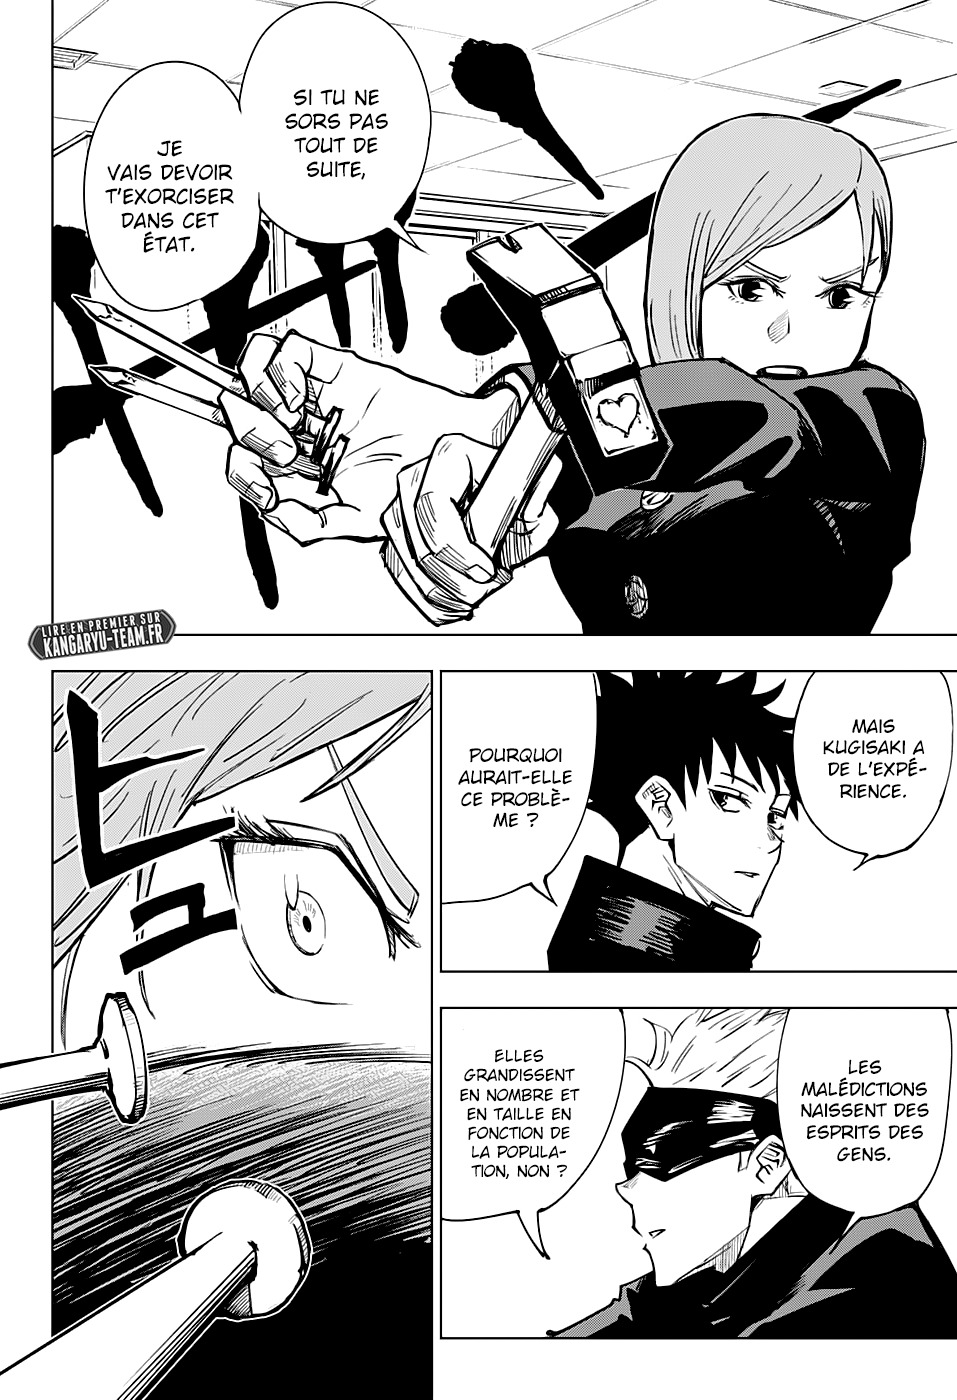 SI TU NE
SORS PAS
TOUT DE
SUITE,
JE
VAIS DEVOIR
T'EXORCISER
DANS CET
ÉTAT.
LIRE EN PREMIER SUR
KANGARYU-TEAM.FR
MAIS
KUGISAKI A
DE L'EXPÉ-
RIENCE.
POURQUOI
AURAIT-ELLE
CE PROBLÈ-
ME ?
ヒ
ュ
LES
MALÉDICTIONS
NAISSENT DES
ESPRITS DES
GENS.
ELLES
GRANDISSENT
EN NOMBRE ET
EN TAILLE EN
FONCTION DE
LA POPULA-
TION, NON ?